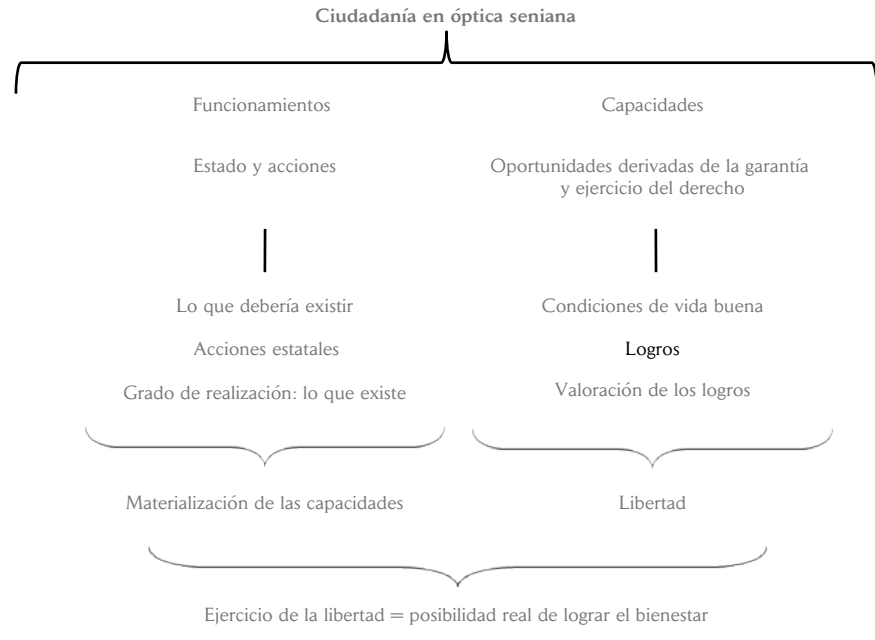 Ciudadanía en óptica seniana
Funcionamientos
Capacidades
Estado y acciones
Oportunidades derivadas de la garantía
y ejercicio del derecho
Lo que debería existir
Condiciones de vida buena
Acciones estatales
Logros
Grado de realización: lo que existe
Valoración de los logros
Materialización de las capacidades
Libertad
Ejercicio de la libertad = posibilidad real de lograr el bienestar